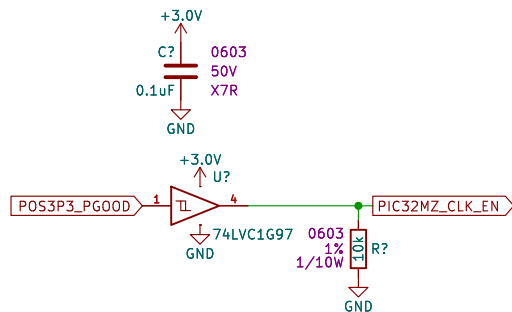 +3.0V
C?
0603
50V
0.1uF
X7R
GND
+3.0V
U?
POS3P3_PGOOD
1
4
PIC32MZ_CLK_EN
74LVC1G97
GND
0603
1%
1/10W
10k
R?
GND